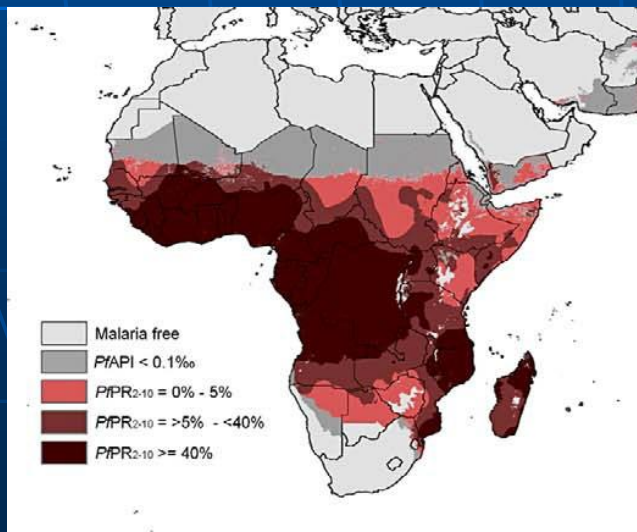 Malaria free
PfAPI < 0.1‰
PfPR2-10 = 0% - 5%
PfPR2-10 = >5% - <40%
PfPR2-10 >= 40%